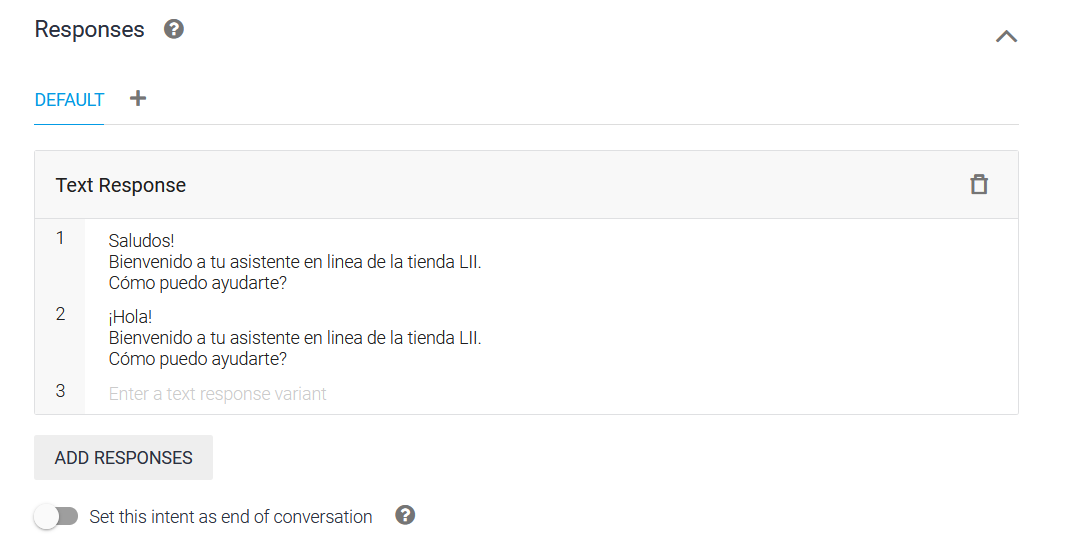 Responses
DEFAULT +
Text Response
1 Saludos!
Bienvenido a tu asistente en linea de la tienda LII.
Cómo puedo ayudarte?
2 ¡Hola!
Bienvenido a tu asistente en linea de la tienda LII.
Cómo puedo ayudarte?
3 Enter a text response variant
ADD RESPONSES
Set this intent as end of conversation